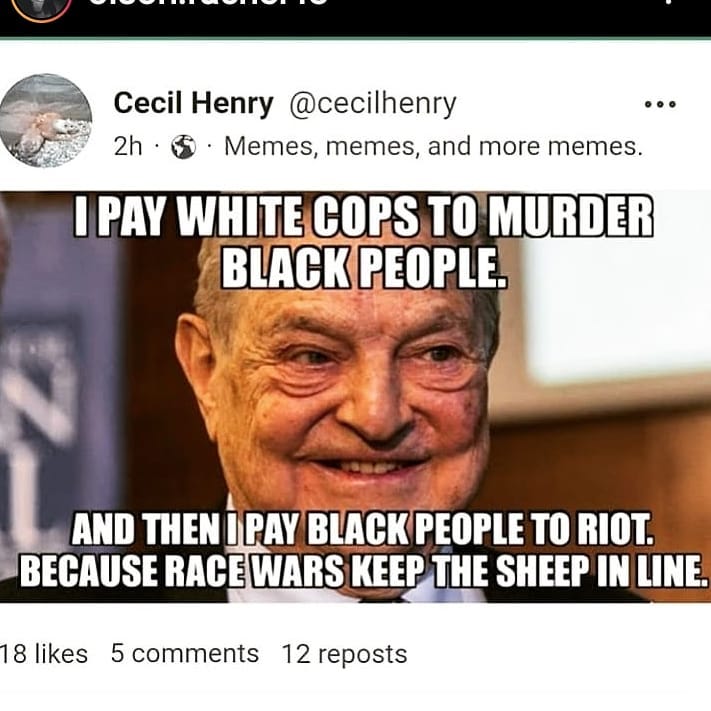 Cecil Henry @cecilhenry
2h · · Memes, memes, and more memes.
I PAY WHITE COPS TO MURDER
BLACK PEOPLE.
N
AND THEN I PAY BLACK PEOPLE TO RIOT.
BECAUSE RACE WARS KEEP THE SHEEP IN LINE.
18 likes 5 comments 12 reposts